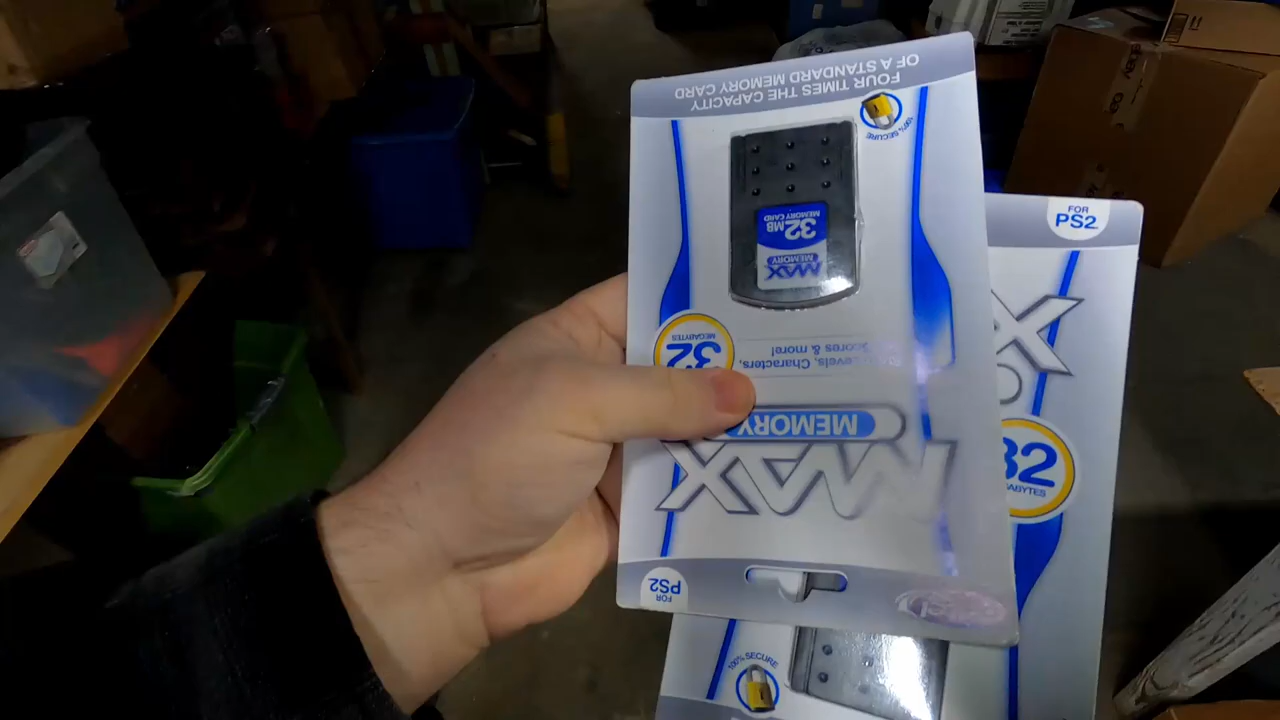 FOUR TIMES THE CAPACITY
OF A STANDARD MEMORY CARD
100% SECURE
32MB
MEMORY CARD
MAX
MEMORY
32
MEGABYTES
Levels, Characters,
Scores & more!
MAX
MEMORY
FOR
PS2
FOR
PS2
X
32
100% SECURE